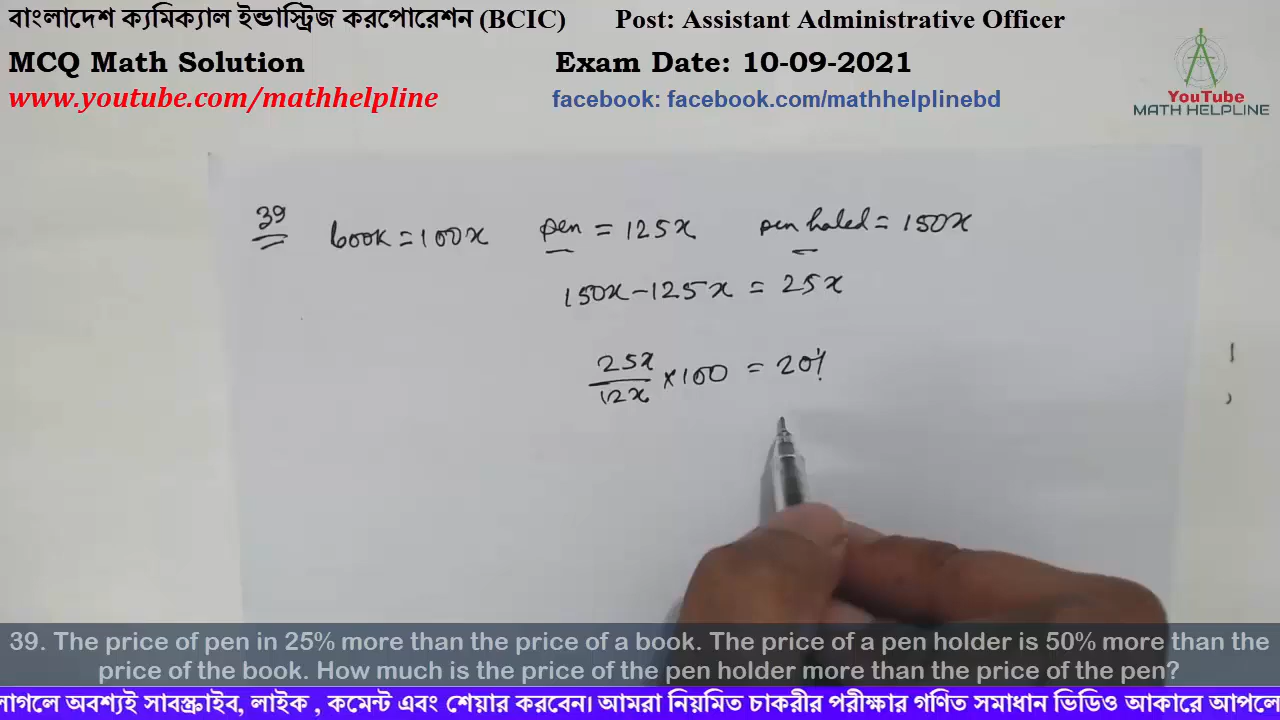 বাংলাদেশ ক্যমিক্যাল ইন্ডাস্ট্রিজ করপোরেশন (BCIC) Post: Assistant Administrative Officer
MCQ Math Solution Exam Date: 10-09-2021
www.youtube.com/mathhelpline facebook: facebook.com/mathhelplinebd
YouTube
MATH HELPLINE
39 book = 100x pen = 125x pen haled = 150x
150x - 125x = 25x
25x/12x × 100 = 20%
39. The price of pen in 25% more than the price of a book. The price of a pen holder is 50% more than the
price of the book. How much is the price of the pen holder more than the price of the pen?
লাগলে অবশ্যই সাবস্ক্রাইব, লাইক , কমেন্ট এবং শেয়ার করবেন। আমরা নিয়মিত চাকরীর পরীক্ষার গণিত সমাধান ভিডিও আকারে আপলে